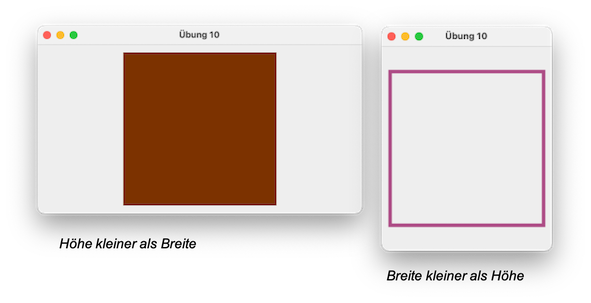 Übung 10
Übung 10
Höhe kleiner als Breite
Breite kleiner als Höhe